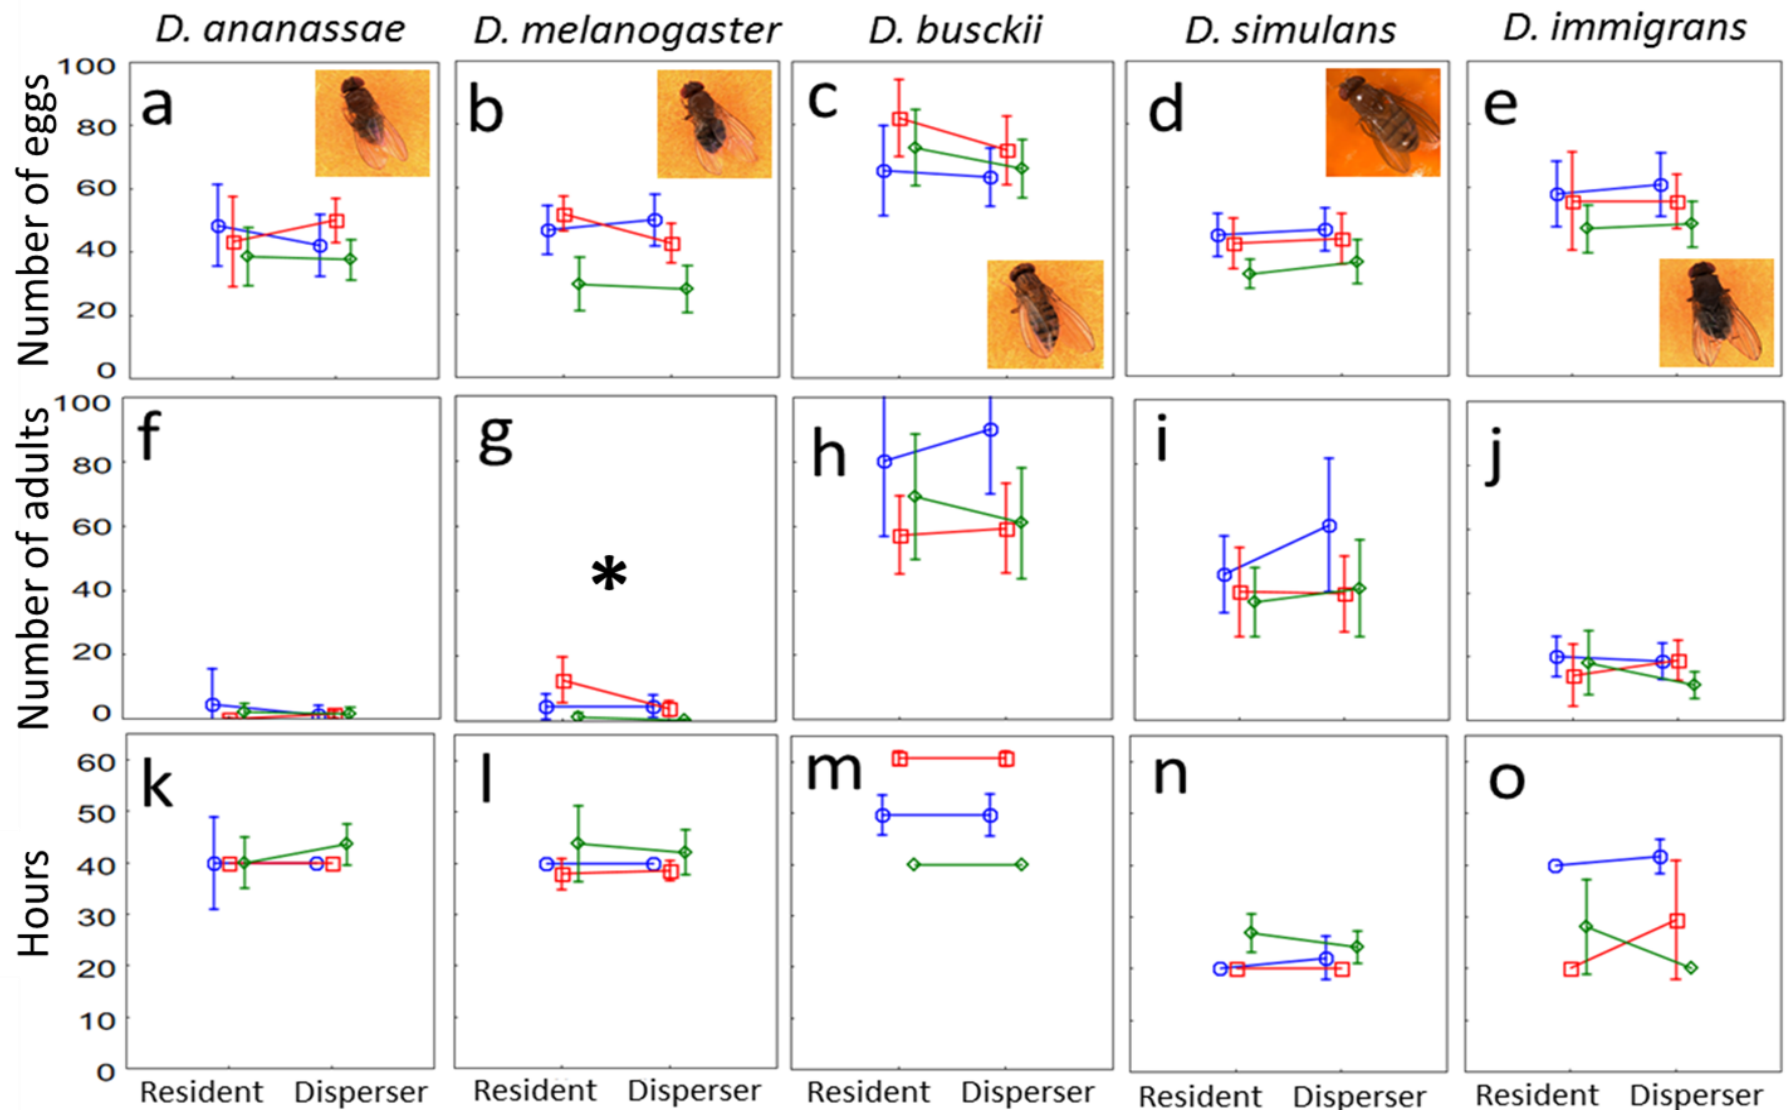 D. ananassae D. melanogaster D. busckii D. simulans D. immigrans
Number of eggs
100
80
60
40
20
0
a b c d e
Number of adults
100
80
60
40
20
0
f g h i j
*
Hours
60
50
40
30
20
10
0
k l m n o
Resident Disperser Resident Disperser Resident Disperser Resident Disperser Resident Disperser